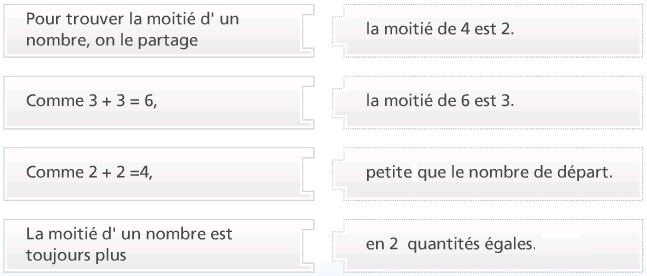 Pour trouver la moitié d' un
nombre, on le partage
la moitié de 4 est 2.
Comme 3 + 3 = 6,
la moitié de 6 est 3.
Comme 2 + 2 =4,
petite que le nombre de départ.
La moitié d' un nombre est
toujours plus
en 2  quantités égales.